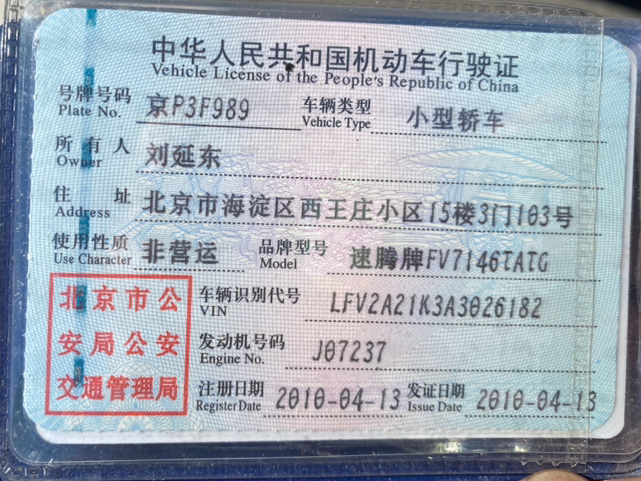 中华人民共和国机动车行驶证
Vehicle License of the People's Republic of China
号牌号码 京P3F989 车辆类型 小型轿车
Plate No. Vehicle Type
所有人 刘延东
Owner
住址 北京市海淀区西王庄小区15楼3门103号
Address
使用性质 非营运 品牌型号 速腾牌FV7146TATG
Use Character Model
北京市公
安局公安
交通管理局
车辆识别代号 LFV2A21K3A3026182
VIN
发动机号码 J07237
Engine No.
注册日期 2010-04-13 发证日期 2010-04-13
Register Date Issue Date